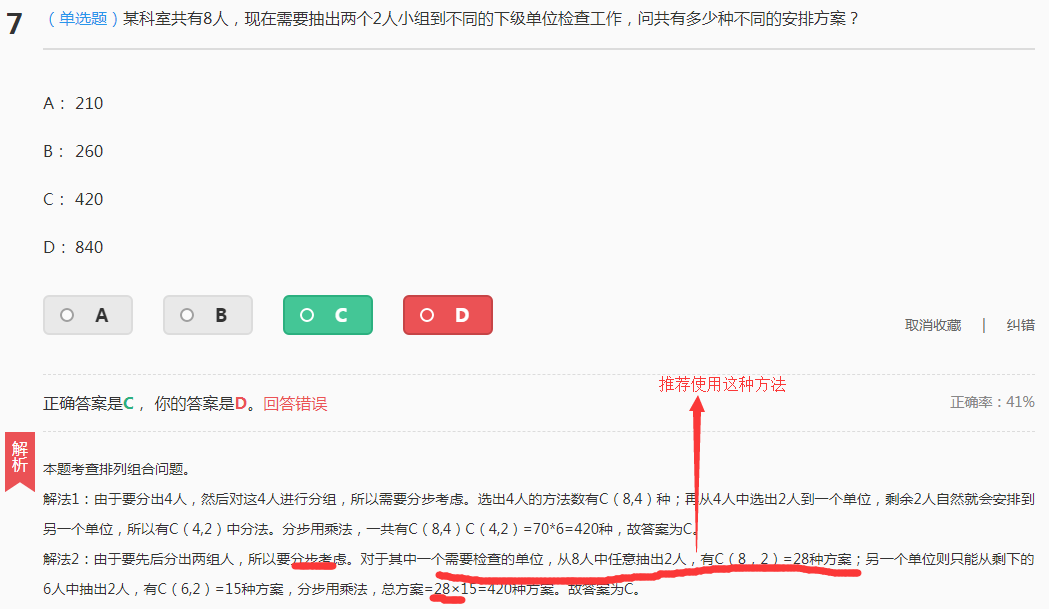 7 （单选题）某科室共有8人，现在需要抽出两个2人小组到不同的下级单位检查工作，问共有多少种不同的安排方案？
A： 210
B： 260
C： 420
D： 840
A B C D
取消收藏 | 纠错
推荐使用这种方法
正确答案是C， 你的答案是D。回答错误
正确率：41%
解析
本题考查排列组合问题。
解法1：由于要分出4人，然后对这4人进行分组，所以需要分步考虑。选出4人的方法数有C（8,4）种；再从4人中选出2人到一个单位，剩余2人自然就会安排到
另一个单位，所以有C（4,2）中分法。分步用乘法，一共有C（8,4）C（4,2）=70*6=420种，故答案为C。
解法2：由于要先后分出两组人，所以要分步考虑。对于其中一个需要检查的单位，从8人中任意抽出2人，有C（8，2）=28种方案；另一个单位则只能从剩下的
6人中抽出2人，有C（6,2）=15种方案，分步用乘法，总方案=28×15=420种方案。故答案为C。